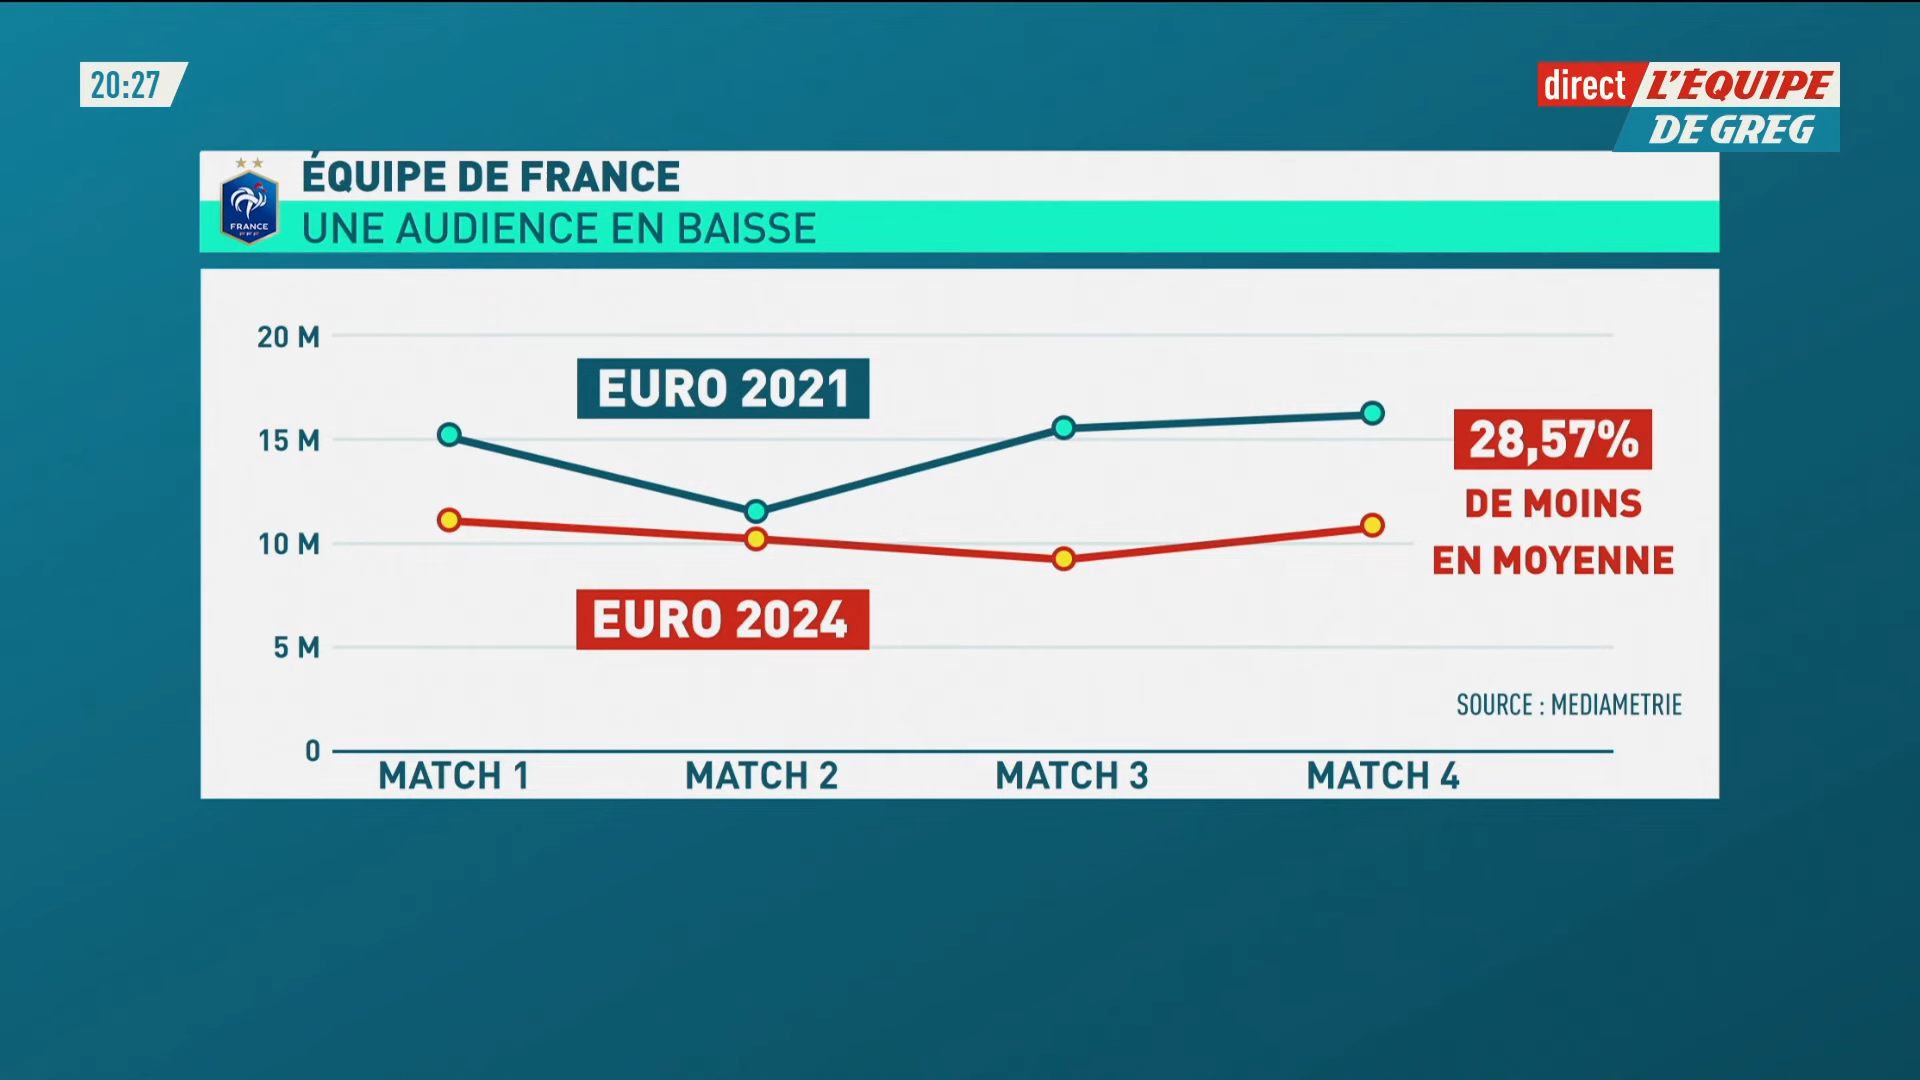 20:27
direct L'ÉQUIPE
DE GREG
ÉQUIPE DE FRANCE
UNE AUDIENCE EN BAISSE
FRANCE
FFF
20 M
EURO 2021
15 M
28,57%
DE MOINS
10 M
EN MOYENNE
EURO 2024
5 M
SOURCE : MEDIAMETRIE
0
MATCH 1 MATCH 2 MATCH 3 MATCH 4